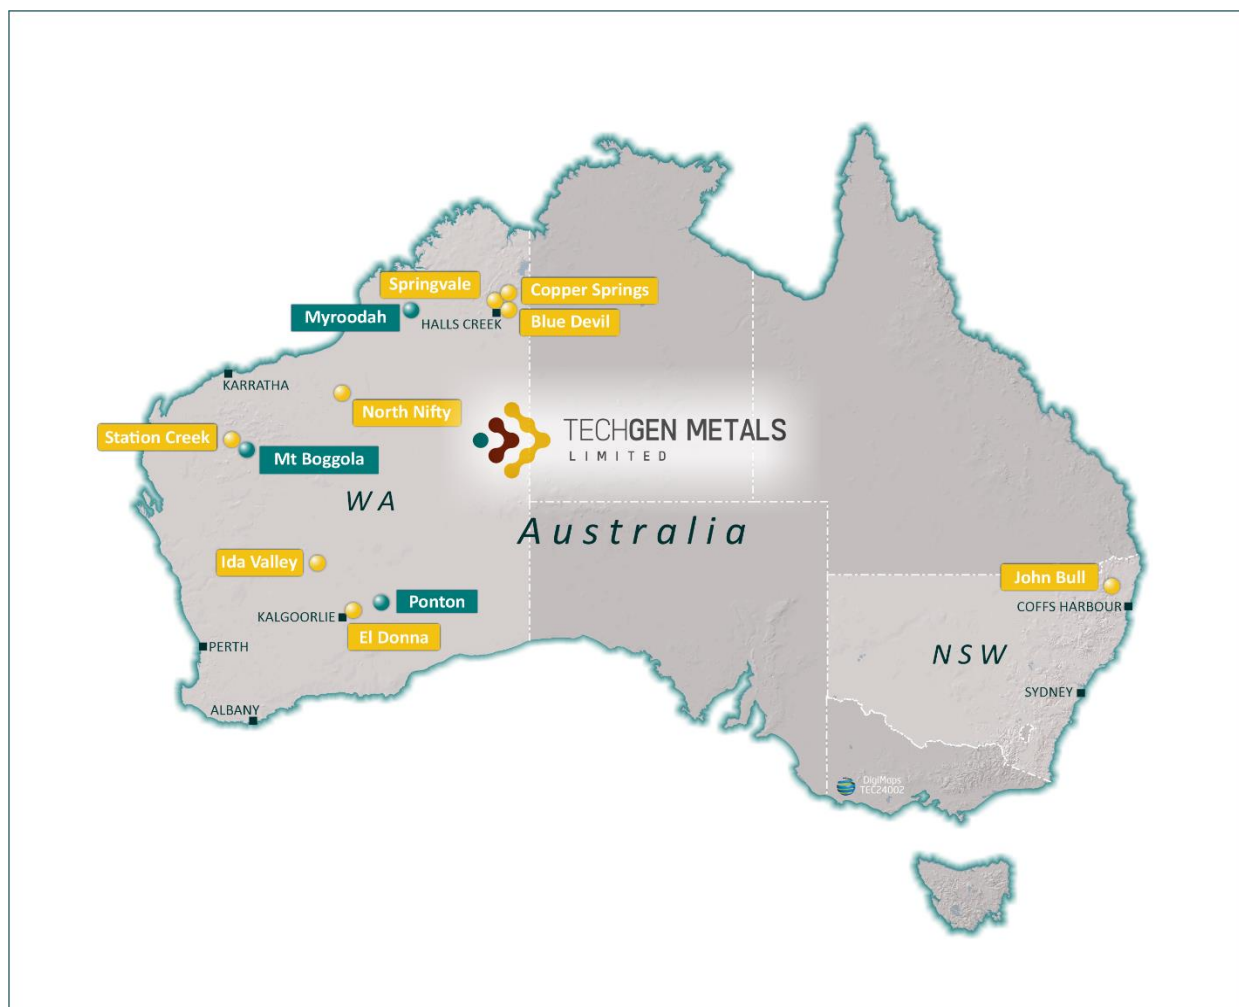 Springvale
Copper Springs
Myroodah
HALLS CREEK
Blue Devil
KARRATHA
North Nifty
Station Creek
Mt Boggola
TECHGEN METALS
LIMITED
WA
Australia
Ida Valley
John Bull
Ponton
COFFS HARBOUR
KALGOORLIE
El Donna
PERTH
NSW
SYDNEY
ALBANY
DigiMaps
TEC24002